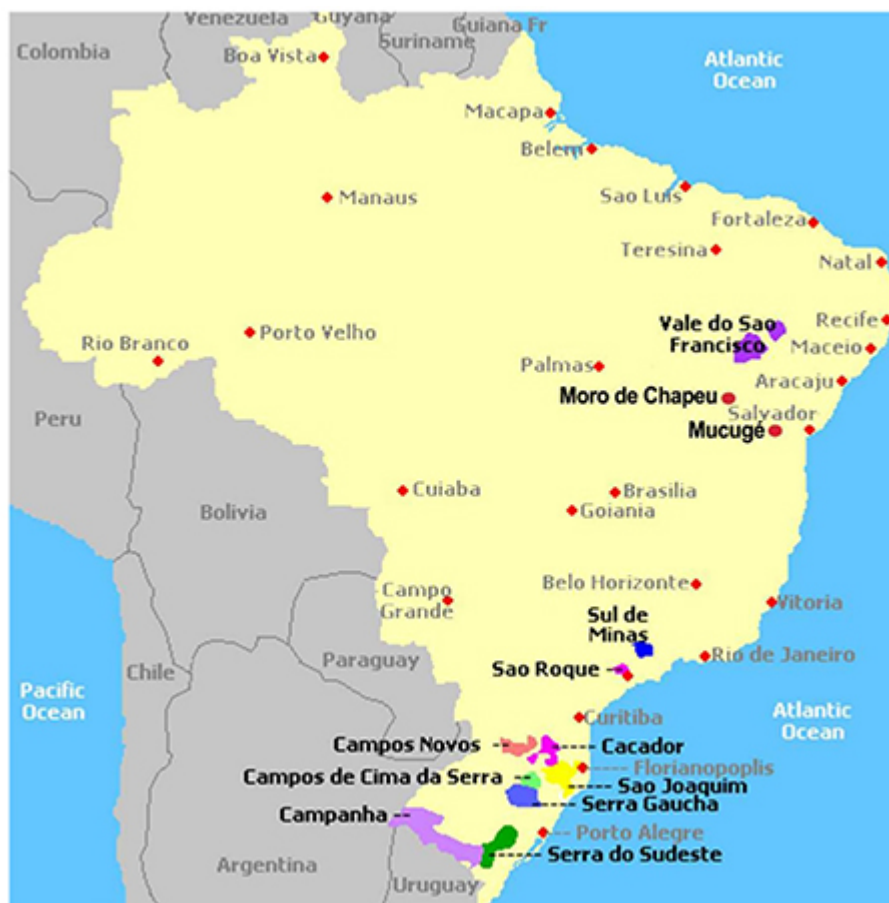 Venezuela
Guyana
Guiana Fr
Colombia
Suriname
Boa Vista
Atlantic
Ocean
Macapa
Belem
Manaus
Sao Luis
Fortaleza
Teresina
Natal
Vale do Sao
Francisco
Recife
Porto Velho
Rio Branco
Maceio
Palmas
Aracaju
Moro de Chapeu
Salvador
Peru
Mucugé
Cuiaba
Brasilia
Goiania
Bolivia
Belo Horizonte
Campo
Grande
Vitoria
Sul de
Minas
Paraguay
Rio de Janeiro
Sao Roque
Chile
Pacific
Ocean
Atlantic
Ocean
Curitiba
Campos Novos
Cacador
Florianopoplis
Campos de Cima da Serra
Sao Joaquim
Serra Gaucha
Campanha
Porto Alegre
Serra do Sudeste
Argentina
Uruguay